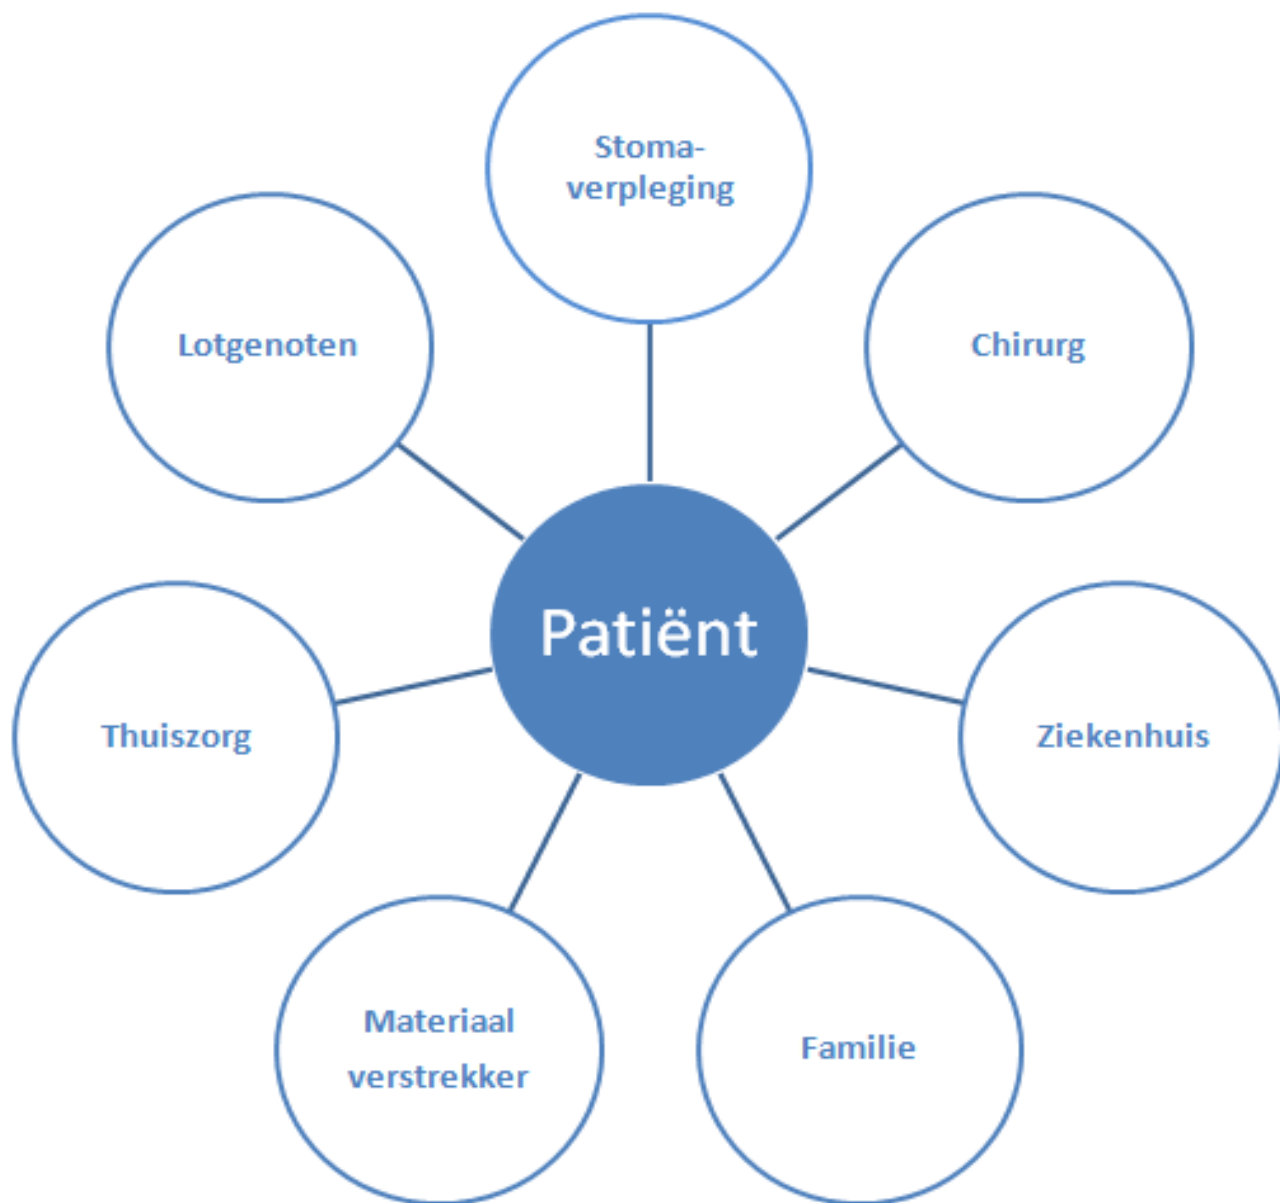 Stoma-
verpleging
Lotgenoten
Chirurg
Patiënt
Thuiszorg
Ziekenhuis
Materiaal
verstrekker
Familie